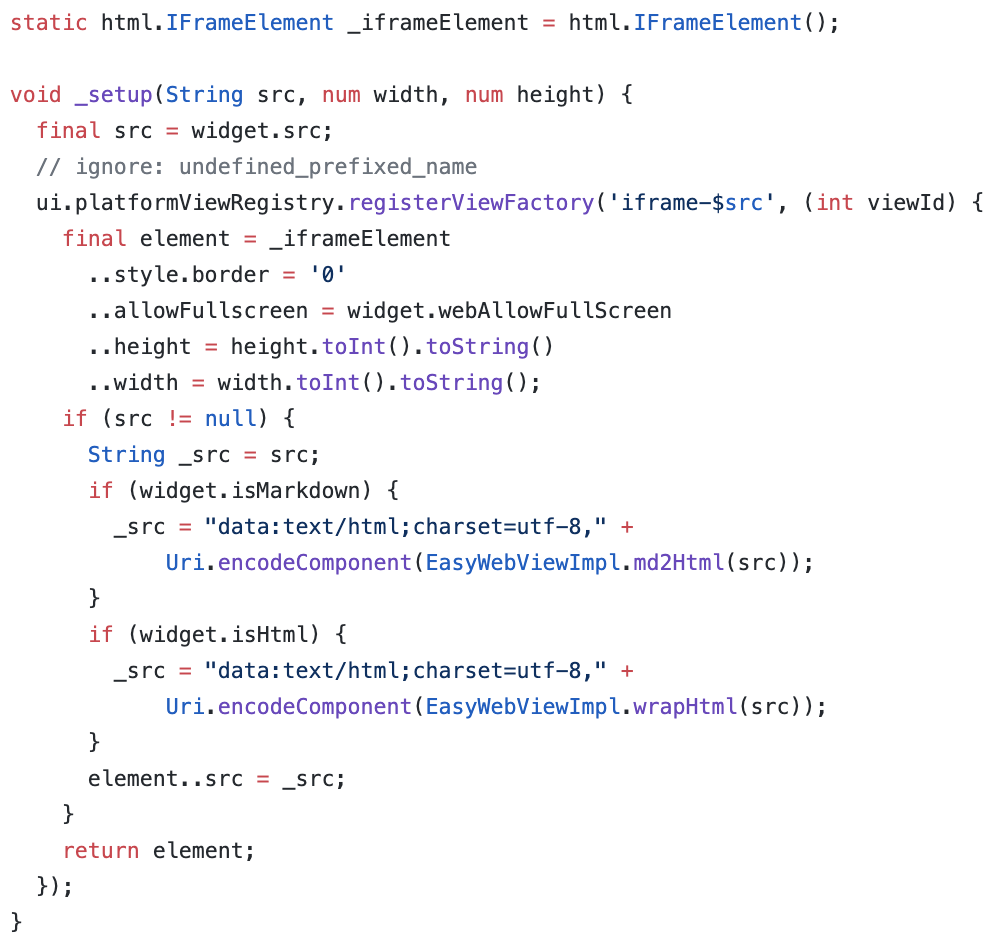 static html.IFrameElement _iframeElement = html.IFrameElement();

void _setup(String src, num width, num height) {
  final src = widget.src;
  // ignore: undefined_prefixed_name
  ui.platformViewRegistry.registerViewFactory('iframe-$src', (int viewId) {
    final element = _iframeElement
      ..style.border = '0'
      ..allowFullscreen = widget.webAllowFullScreen
      ..height = height.toInt().toString()
      ..width = width.toInt().toString();
    if (src != null) {
      String _src = src;
      if (widget.isMarkdown) {
        _src = "data:text/html;charset=utf-8," +
            Uri.encodeComponent(EasyWebViewImpl.md2Html(src));
      }
      if (widget.isHtml) {
        _src = "data:text/html;charset=utf-8," +
            Uri.encodeComponent(EasyWebViewImpl.wrapHtml(src));
      }
      element..src = _src;
    }
    return element;
  });
}